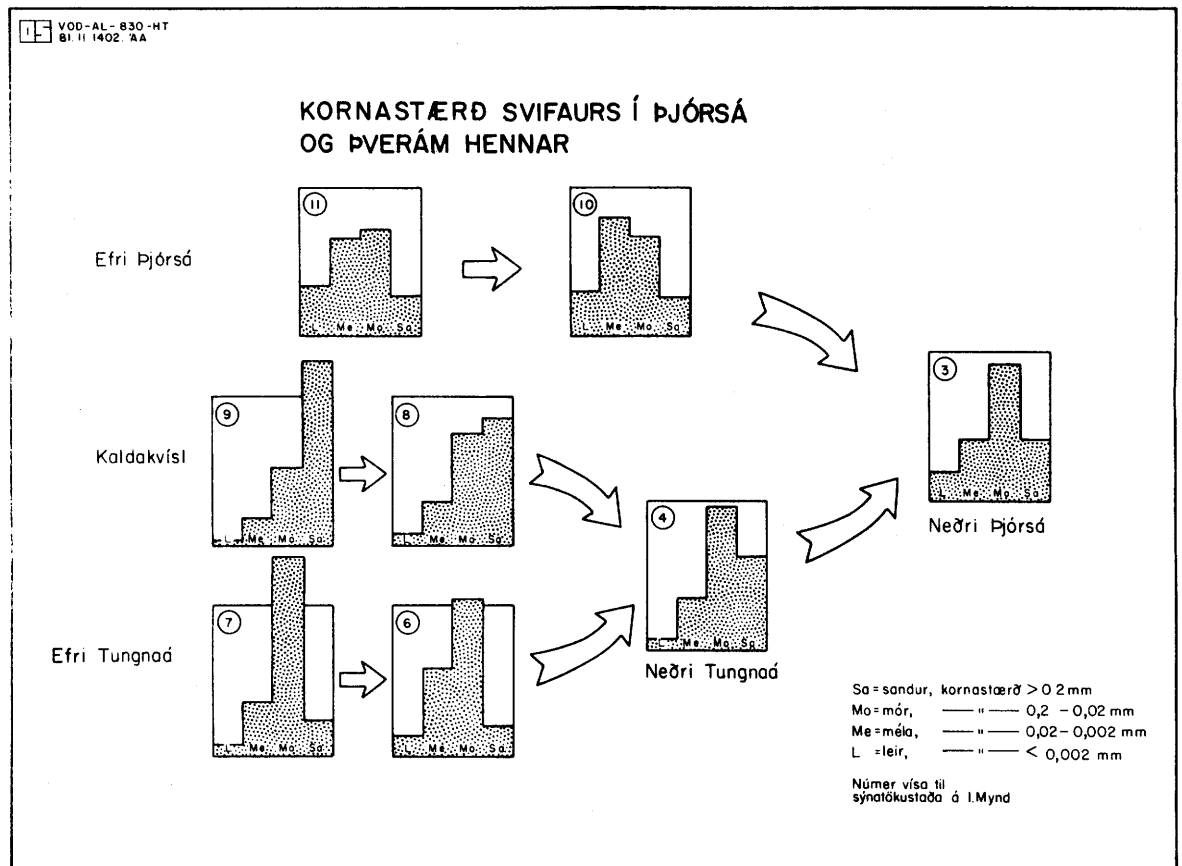 VOD-AL-830-HT
81.11.1402. ÁA
KORNASTÆRÐ SVIFAURS Í ÞJÓRSÁ
OG ÞVERÁM HENNAR
Efri Þjórsá
11
L Me Mo Sa
10
L Me Mo Sa
Kaldakvísl
9
L Me Mo Sa
8
L Me Mo Sa
3
L Me Mo Sa
Neðri Þjórsá
Efri Tungnaá
7
L Me Mo Sa
6
L Me Mo Sa
4
L Me Mo Sa
Neðri Tungnaá
Sa = sandur, kornastærð > 0 2 mm
Mo = mór, — " — 0,2 - 0,02 mm
Me = méla, — " — 0,02 - 0,002 mm
L = leir, — " — < 0,002 mm
Númer vísa til
sýnatökustaða á 1.Mynd